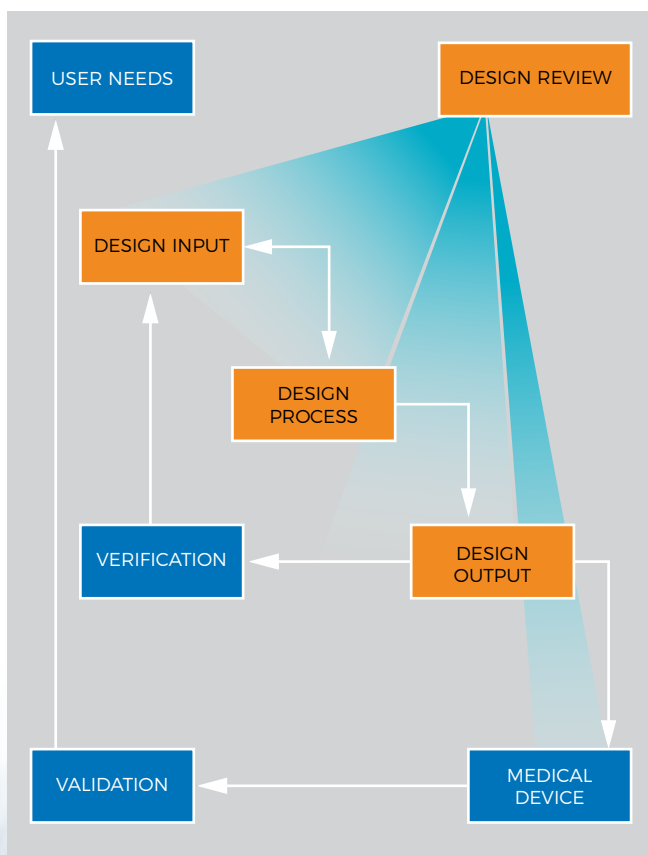 USER NEEDS
DESIGN REVIEW
DESIGN INPUT
DESIGN
PROCESS
VERIFICATION
DESIGN
OUTPUT
VALIDATION
MEDICAL
DEVICE